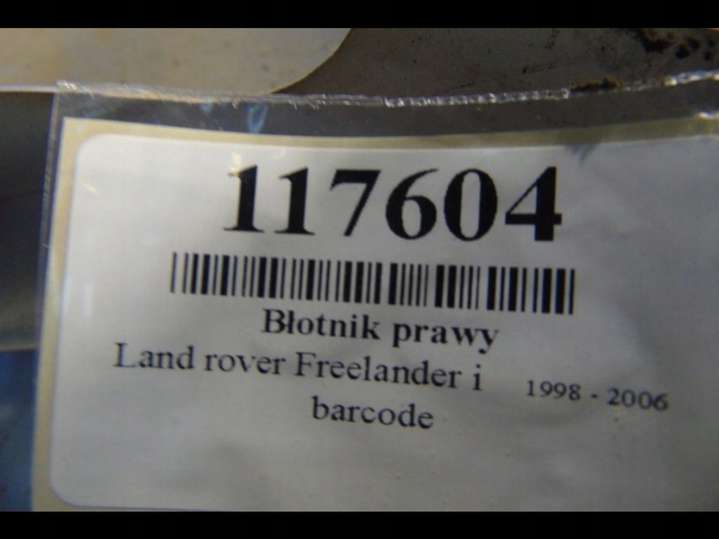 117604
Błotnik prawy
Land rover Freelander i 1998 - 2006
barcode